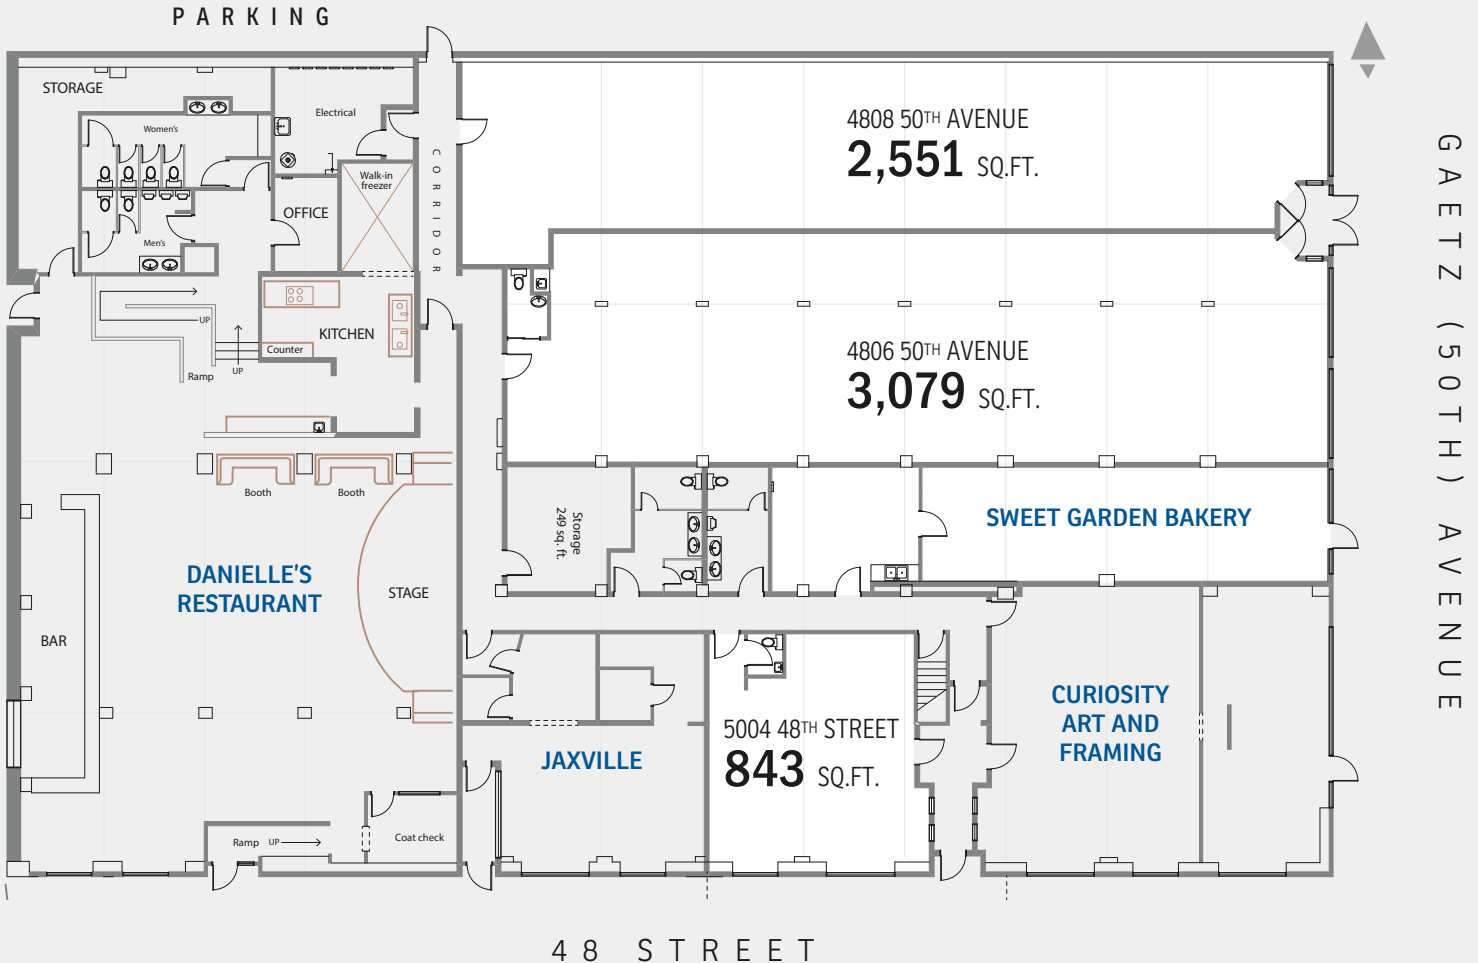 PARKING
STORAGE
Women's
Electrical
Walk-in
freezer
OFFICE
Men's
CORRIDOR
4808 50TH AVENUE
2,551 SQ.FT.
UP
KITCHEN
Counter
UP
Ramp
4806 50TH AVENUE
3,079 SQ.FT.
GAETZ (50TH) AVENUE
Booth
Booth
Storage
249 sq. ft.
SWEET GARDEN BAKERY
DANIELLE'S
RESTAURANT
STAGE
BAR
CURIOSITY
ART AND
FRAMING
JAXVILLE
5004 48TH STREET
843 SQ.FT.
Ramp UP
Coat check
48 STREET